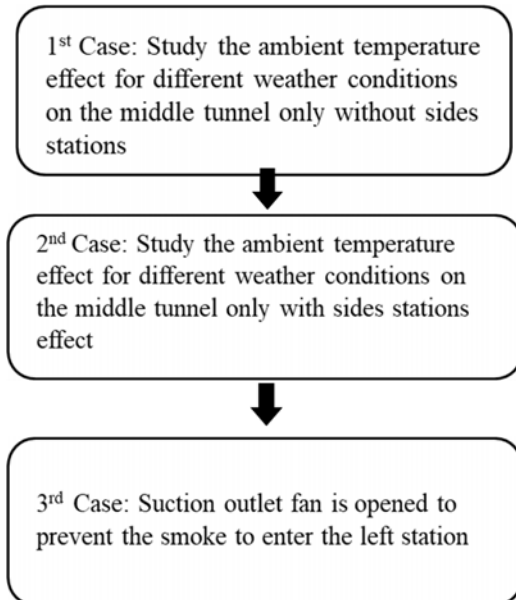 1st Case: Study the ambient temperature
effect for different weather conditions
on the middle tunnel only without sides
stations
2nd Case: Study the ambient temperature
effect for different weather conditions on
the middle tunnel only with sides stations
effect
3rd Case: Suction outlet fan is opened to
prevent the smoke to enter the left station